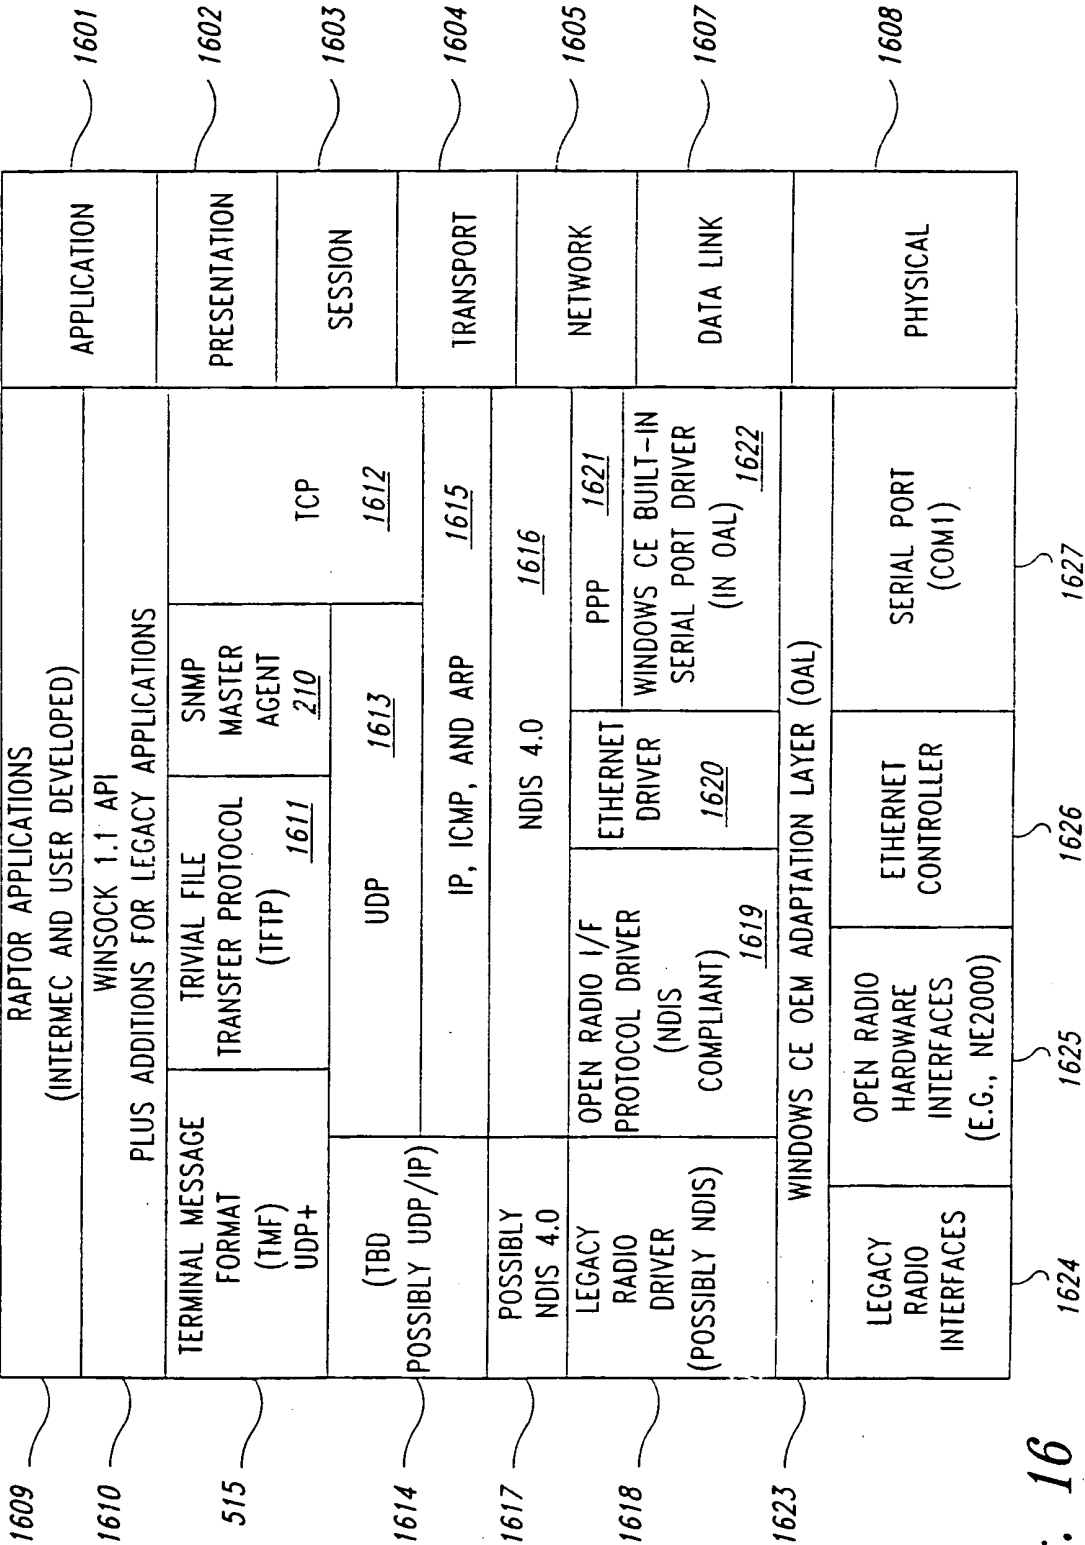 1609
RAPTOR APPLICATIONS
(INTERMEC AND USER DEVELOPED)
APPLICATION
1601
1610
WINSOCK 1.1 API
PLUS ADDITIONS FOR LEGACY APPLICATIONS
PRESENTATION
1602
515
TERMINAL MESSAGE
FORMAT
(TMF)
UDP+
TRIVIAL FILE
TRANSFER PROTOCOL
(TFTP)
1611
SNMP
MASTER
AGENT
210
TCP
1612
SESSION
1603
1614
(TBD
POSSIBLY UDP/IP)
UDP
1613
IP, ICMP, AND ARP
1615
TRANSPORT
1604
1617
POSSIBLY
NDIS 4.0
NDIS 4.0
1616
NETWORK
1605
1618
LEGACY
RADIO
DRIVER
(POSSIBLY NDIS)
OPEN RADIO I/F
PROTOCOL DRIVER
(NDIS
COMPLIANT)
1619
ETHERNET
DRIVER
1620
PPP
1621
WINDOWS CE BUILT-IN
SERIAL PORT DRIVER
(IN OAL)
1622
DATA LINK
1607
1623
WINDOWS CE OEM ADAPTATION LAYER (OAL)
LEGACY
RADIO
INTERFACES
OPEN RADIO
HARDWARE
INTERFACES
(E.G., NE2000)
ETHERNET
CONTROLLER
SERIAL PORT
(COM1)
PHYSICAL
1608
1624
1625
1626
1627
. 16